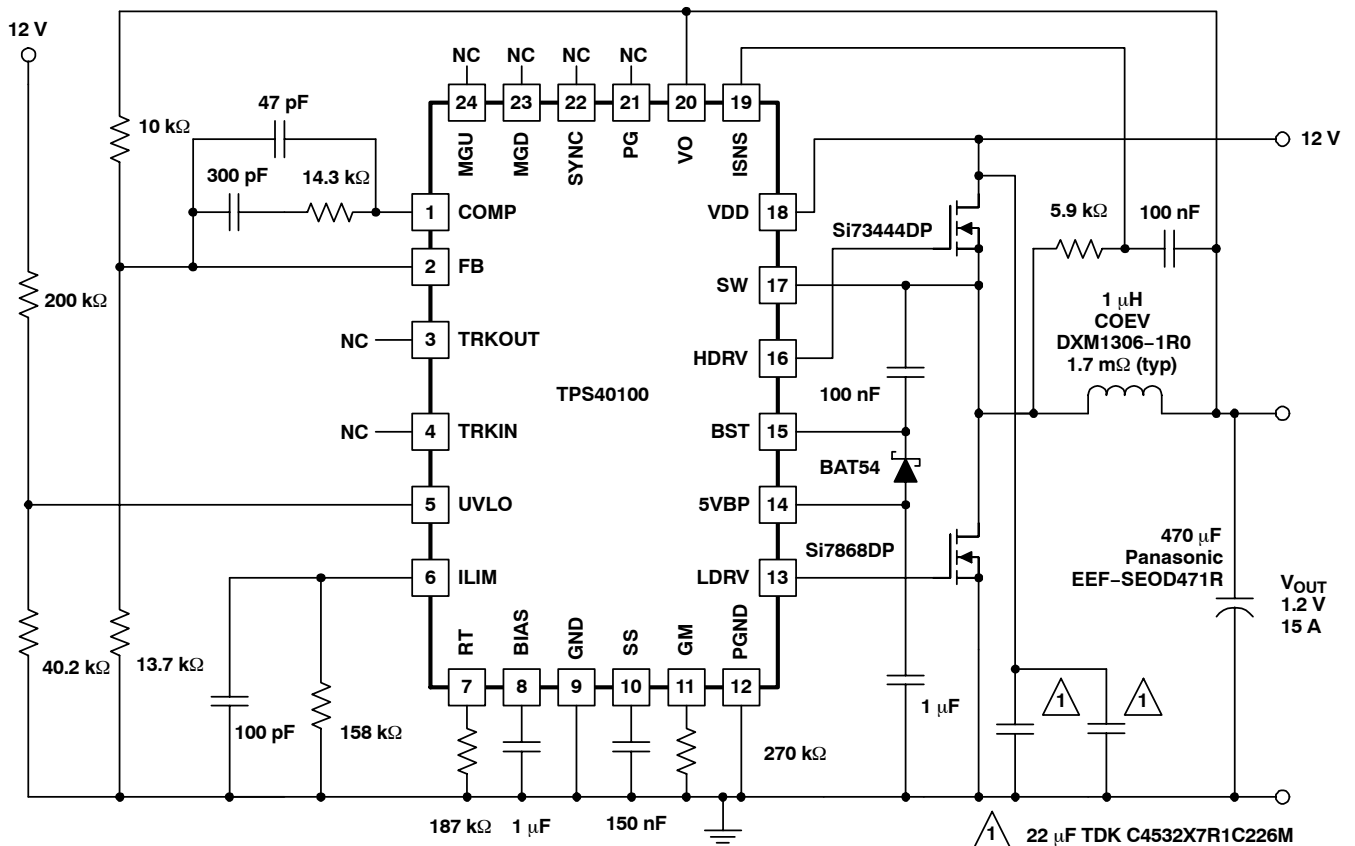 12 V
NC
NC
NC
NC
24
23
22
21
20
19
MGU
MGD
SYNC
PG
VO
ISNS
47 pF
10 kΩ
300 pF
14.3 kΩ
1
COMP
2
FB
200 kΩ
NC
3
TRKOUT
NC
4
TRKIN
5
UVLO
6
ILIM
TPS40100
VDD
18
12 V
Si73444DP
5.9 kΩ
100 nF
SW
17
1 μH
COEV
DXM1306−1R0
1.7 mΩ (typ)
HDRV
16
100 nF
BST
15
BAT54
5VBP
14
Si7868DP
LDRV
13
470 μF
Panasonic
EEF−SEOD471R
VOUT
1.2 V
15 A
40.2 kΩ
13.7 kΩ
100 pF
158 kΩ
RT
BIAS
GND
SS
GM
PGND
7
8
9
10
11
12
1 μF
1
1
270 kΩ
187 kΩ
1 μF
150 nF
1
22 μF TDK C4532X7R1C226M